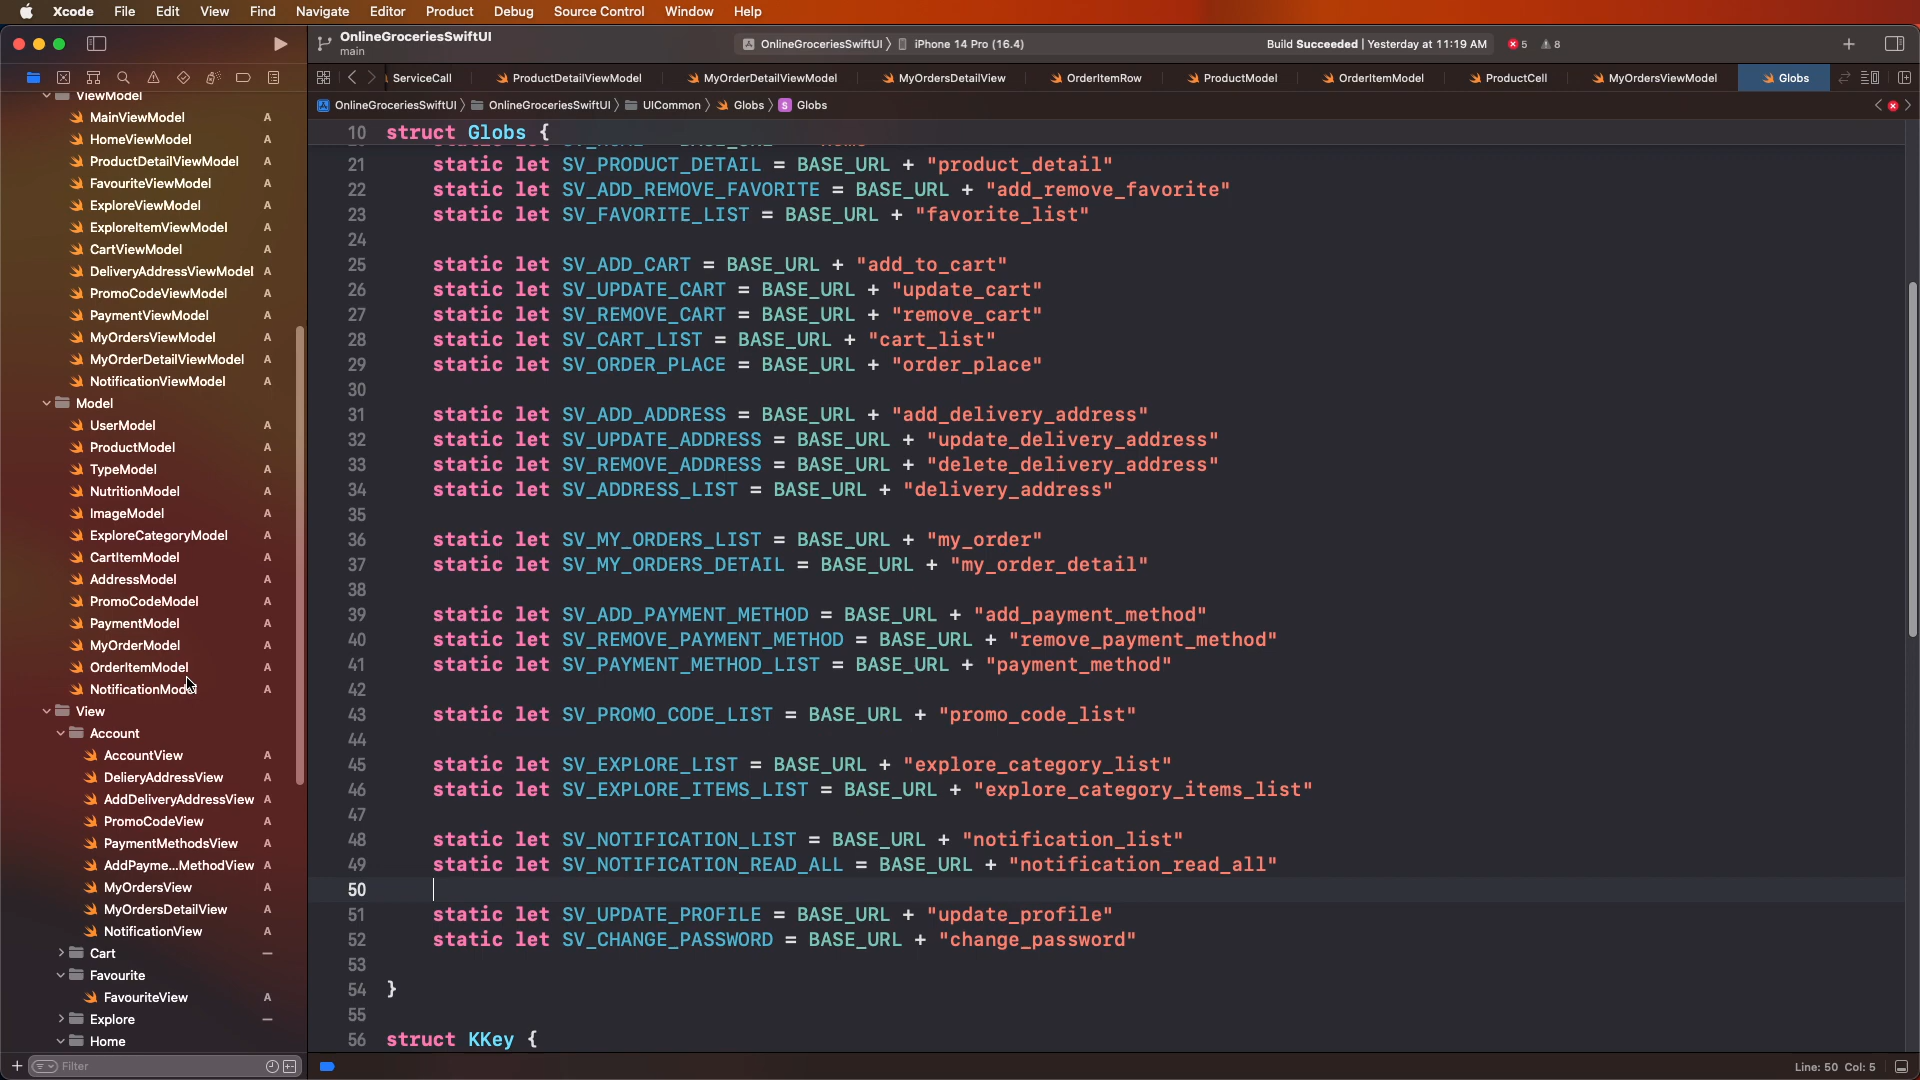 Xcode File Edit View Find Navigate Editor Product Debug Source Control Window Help
OnlineGroceriesSwiftUI
main
OnlineGroceriesSwiftUI iPhone 14 Pro (16.4)
Build Succeeded | Yesterday at 11:19 AM 5 8
ServiceCall ProductDetailViewModel MyOrderDetailViewModel MyOrdersDetailView OrderItemRow ProductModel OrderItemModel ProductCell MyOrdersViewModel Globs
OnlineGroceriesSwiftUI OnlineGroceriesSwiftUI UICommon Globs S Globs
ViewModel
MainViewModel A
HomeViewModel A
ProductDetailViewModel A
FavouriteViewModel A
ExploreViewModel A
ExploreItemViewModel A
CartViewModel A
DeliveryAddressViewModel A
PromoCodeViewModel A
PaymentViewModel A
MyOrdersViewModel A
MyOrderDetailViewModel A
NotificationViewModel A
Model
UserModel A
ProductModel A
TypeModel A
NutritionModel A
ImageModel A
ExploreCategoryModel A
CartItemModel A
AddressModel A
PromoCodeModel A
PaymentModel A
MyOrderModel A
OrderItemModel A
NotificationModel A
View
Account
AccountView A
DelieryAddressView A
AddDeliveryAddressView A
PromoCodeView A
PaymentMethodsView A
AddPayme...MethodView A
MyOrdersView A
MyOrdersDetailView A
NotificationView A
Cart
Favourite
FavouriteView A
Explore
Home
Filter
10 struct Globs {
21 static let SV_PRODUCT_DETAIL = BASE_URL + "product_detail"
22 static let SV_ADD_REMOVE_FAVORITE = BASE_URL + "add_remove_favorite"
23 static let SV_FAVORITE_LIST = BASE_URL + "favorite_list"
24
25 static let SV_ADD_CART = BASE_URL + "add_to_cart"
26 static let SV_UPDATE_CART = BASE_URL + "update_cart"
27 static let SV_REMOVE_CART = BASE_URL + "remove_cart"
28 static let SV_CART_LIST = BASE_URL + "cart_list"
29 static let SV_ORDER_PLACE = BASE_URL + "order_place"
30
31 static let SV_ADD_ADDRESS = BASE_URL + "add_delivery_address"
32 static let SV_UPDATE_ADDRESS = BASE_URL + "update_delivery_address"
33 static let SV_REMOVE_ADDRESS = BASE_URL + "delete_delivery_address"
34 static let SV_ADDRESS_LIST = BASE_URL + "delivery_address"
35
36 static let SV_MY_ORDERS_LIST = BASE_URL + "my_order"
37 static let SV_MY_ORDERS_DETAIL = BASE_URL + "my_order_detail"
38
39 static let SV_ADD_PAYMENT_METHOD = BASE_URL + "add_payment_method"
40 static let SV_REMOVE_PAYMENT_METHOD = BASE_URL + "remove_payment_method"
41 static let SV_PAYMENT_METHOD_LIST = BASE_URL + "payment_method"
42
43 static let SV_PROMO_CODE_LIST = BASE_URL + "promo_code_list"
44
45 static let SV_EXPLORE_LIST = BASE_URL + "explore_category_list"
46 static let SV_EXPLORE_ITEMS_LIST = BASE_URL + "explore_category_items_list"
47
48 static let SV_NOTIFICATION_LIST = BASE_URL + "notification_list"
49 static let SV_NOTIFICATION_READ_ALL = BASE_URL + "notification_read_all"
50
51 static let SV_UPDATE_PROFILE = BASE_URL + "update_profile"
52 static let SV_CHANGE_PASSWORD = BASE_URL + "change_password"
53
54 }
55
56 struct KKey {
Line: 50 Col: 5